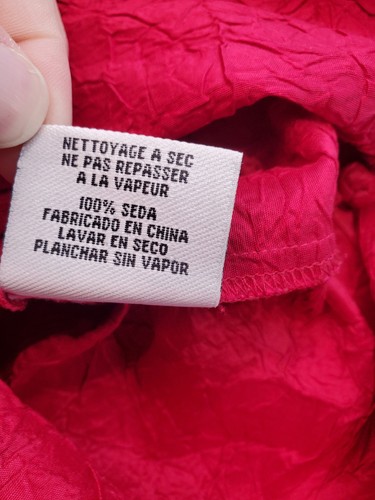 NETTOYAGE A SEC
NE PAS REPASSER
A LA VAPEUR
100% SEDA
FABRICADO EN CHINA
LAVAR EN SECO
PLANCHAR SIN VAPOR